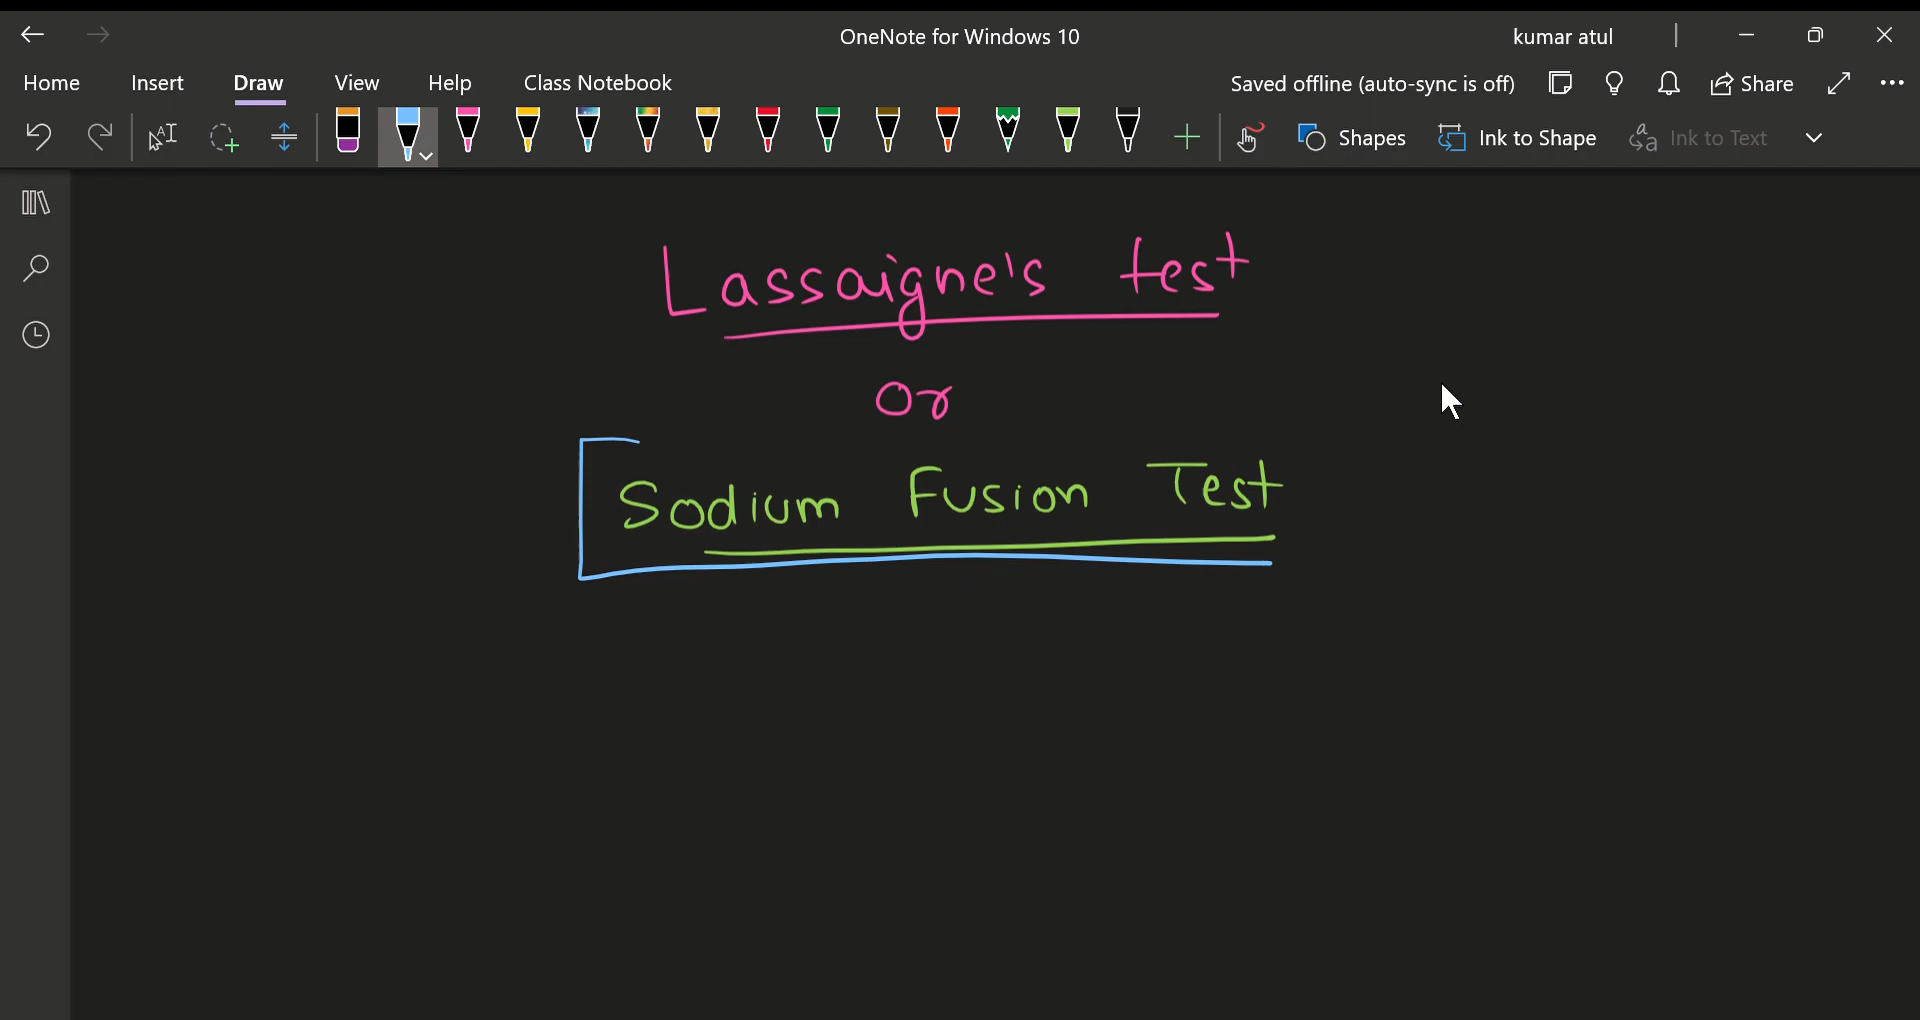 OneNote for Windows 10
kumar atul
Home Insert Draw View Help Class Notebook
Saved offline (auto-sync is off) Share
Shapes Ink to Shape Ink to Text
Lassaigne's test
Or
Sodium Fusion Test